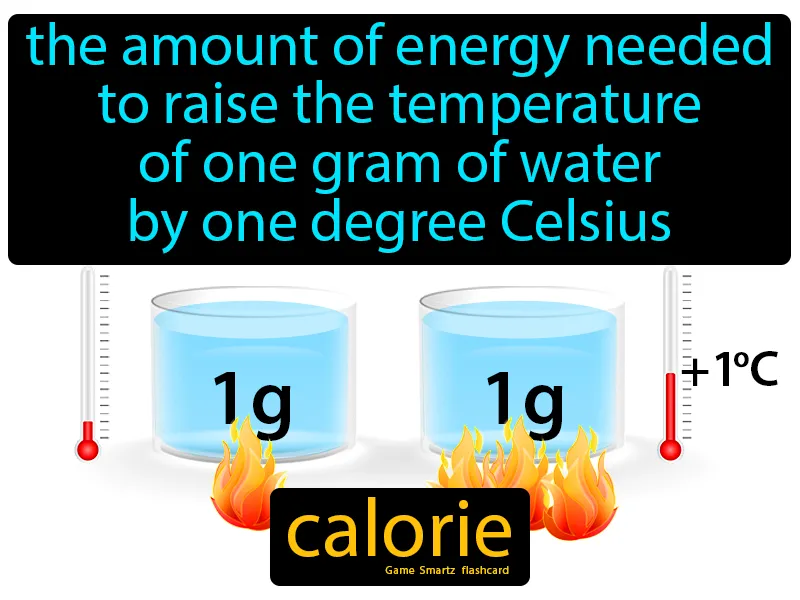 the amount of energy needed
to raise the temperature
of one gram of water
by one degree Celsius
1g
1g
+1ºC
calorie
Game Smartz flashcard